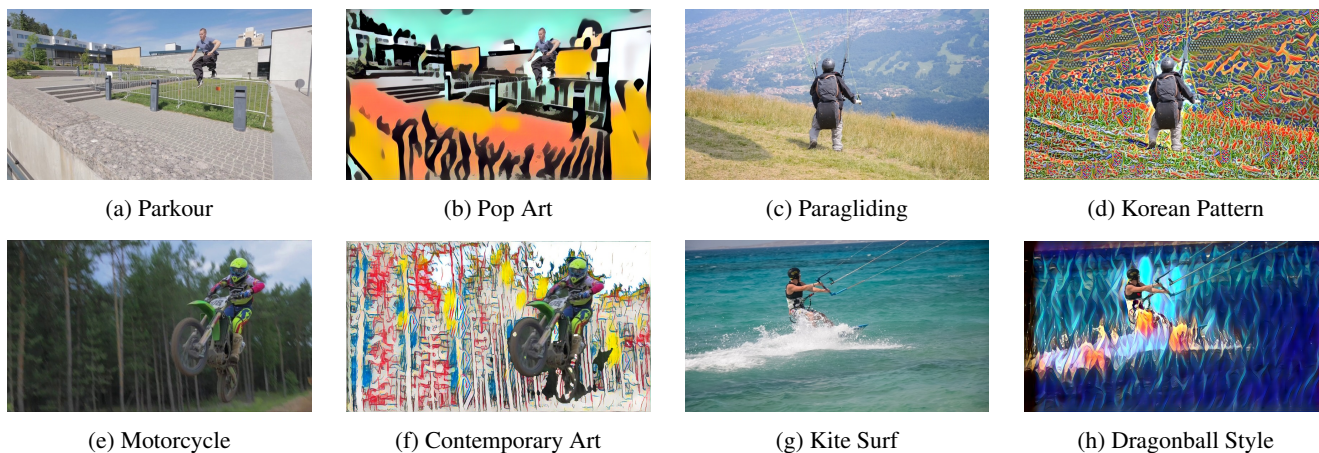 (a) Parkour
(b) Pop Art
(c) Paragliding
(d) Korean Pattern
(e) Motorcycle
(f) Contemporary Art
(g) Kite Surf
(h) Dragonball Style